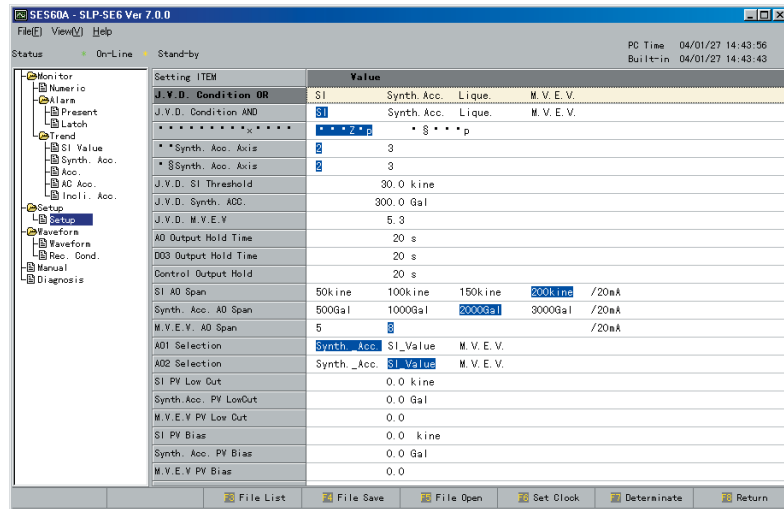 SES60A - SLP-SE6 Ver 7.0.0
File(F) View(V) Help
Status On-Line Stand-by
PC Time 04/01/27 14:43:56
Built-in 04/01/27 14:43:43
Monitor
Numeric
Alarm
Present
Latch
Trend
SI Value
Synth. Acc.
Acc.
AC Acc.
Incli. Acc.
Setup
Setup
Waveform
Waveform
Rec. Cond.
Manual
Diagnosis
Setting ITEM Value
J.V.D. Condition OR SI Synth. Acc. Lique. M.V.E.V.
J.V.D. Condition AND SI Synth. Acc. Lique. M.V.E.V.
Synth. Acc. Axis 2 3
§Synth. Acc. Axis 2 3
J.V.D. SI Threshold 30.0 kine
J.V.D. Synth. ACC. 300.0 Gal
J.V.D. M.V.E.V 5.3
AO Output Hold Time 20 s
DO3 Output Hold Time 20 s
Control Output Hold 20 s
SI AO Span 50kine 100kine 150kine 200kine /20mA
Synth. Acc. AO Span 500Gal 1000Gal 2000Gal 3000Gal /20mA
M.V.E.V. AO Span 5 8 /20mA
AO1 Selection Synth._Acc. SI_Value M.V.E.V.
AO2 Selection Synth._Acc. SI_Value M.V.E.V.
SI PV Low Cut 0.0 kine
Synth.Acc. PV LowCut 0.0 Gal
M.V.E.V PV Low Cut 0.0
SI PV Bias 0.0 kine
Synth. Acc. PV Bias 0.0 Gal
M.V.E.V PV Bias 0.0
File List File Save File Open Set Clock Determinate Return